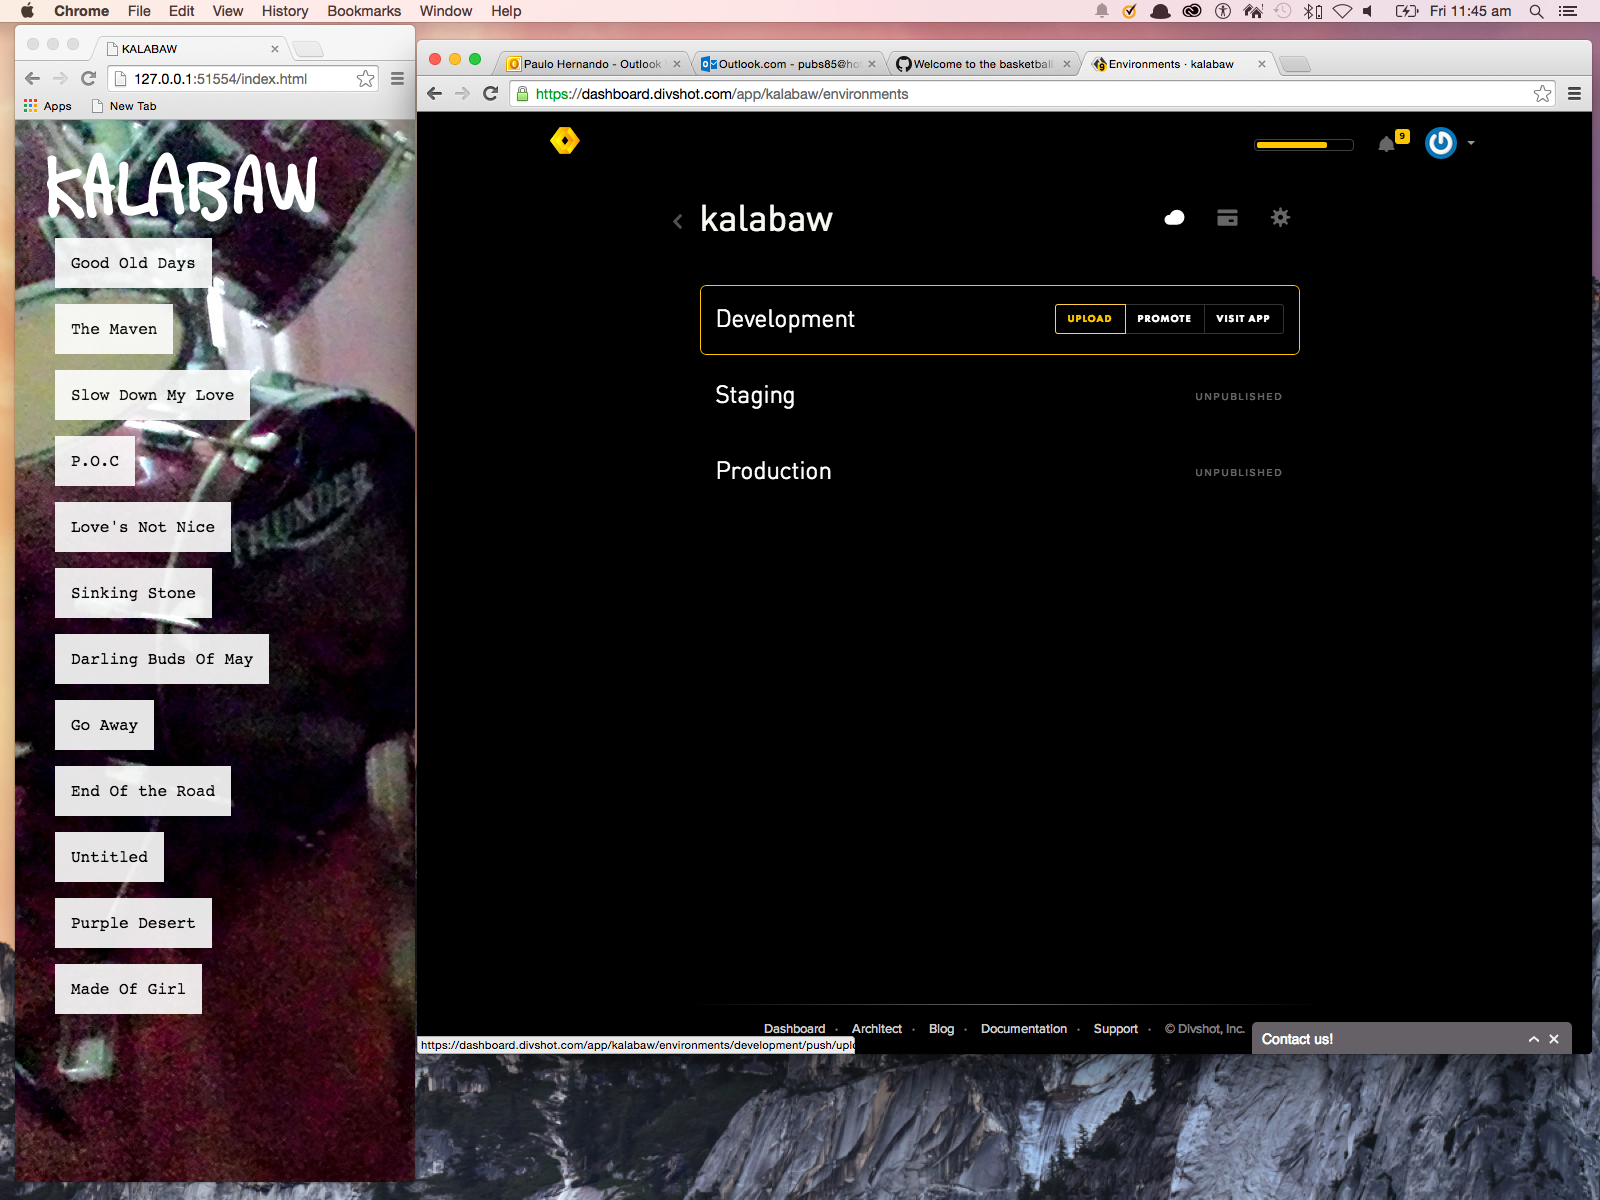 Chrome File Edit View History Bookmarks Window Help Fri 11:45 am
KALABAW
127.0.0.1:51554/index.html
Apps New Tab
KALABAW
Good Old Days
The Maven
Slow Down My Love
P.O.C
Love's Not Nice
THUNDER
Sinking Stone
Darling Buds Of May
Go Away
End Of the Road
Untitled
Purple Desert
Made Of Girl
Paulo Hernando - Outlook Outlook.com - pubs85@ho Welcome to the basketball Environments · kalabaw
https://dashboard.divshot.com/app/kalabaw/environments
9
kalabaw
Development UPLOAD PROMOTE VISIT APP
Staging UNPUBLISHED
Production UNPUBLISHED
Dashboard · Architect · Blog · Documentation · Support · © Divshot, Inc.
Contact us!
https://dashboard.divshot.com/app/kalabaw/environments/development/push/uplo